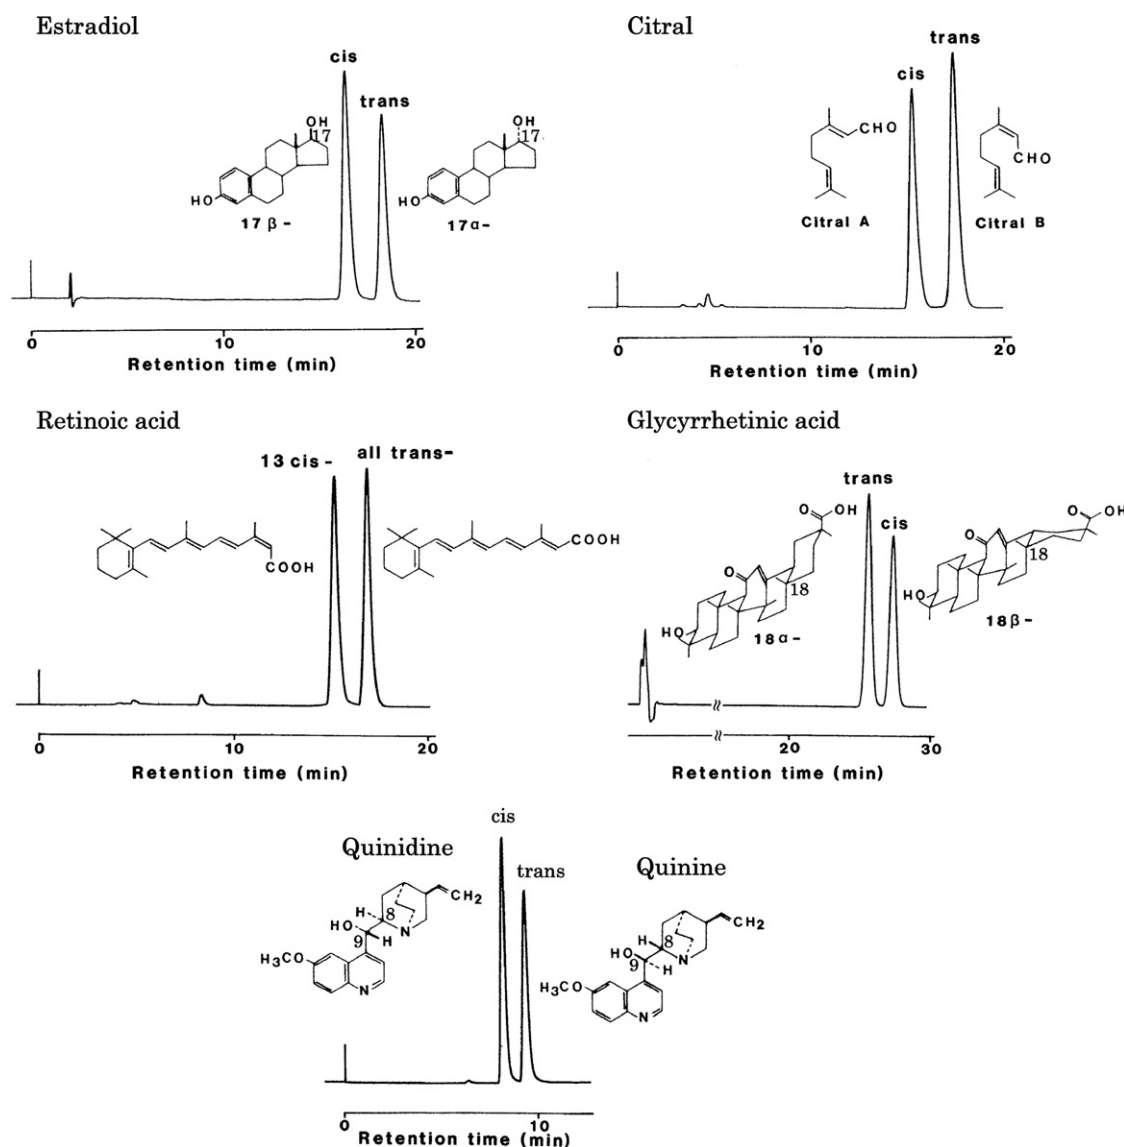 Estradiol
cis
trans
OH
17
HO
17 β -
OH
17
HO
17α-
0
10
20
Retention time (min)
Citral
cis
trans
CHO
Citral A
CHO
Citral B
0
10
20
Retention time (min)
Retinoic acid
13 cis -
all trans-
COOH
COOH
0
10
20
Retention time (min)
Glycyrrhetinic acid
trans
cis
O
OH
O
18
HO
18 α -
O
OH
O
18
HO
18 β -
20
30
Retention time (min)
cis
trans
Quinidine
CH2
H
8
HO
9
H
N
H3CO
N
Quinine
CH2
H
8
HO
9
H
N
H3CO
N
0
10
Retention time (min)